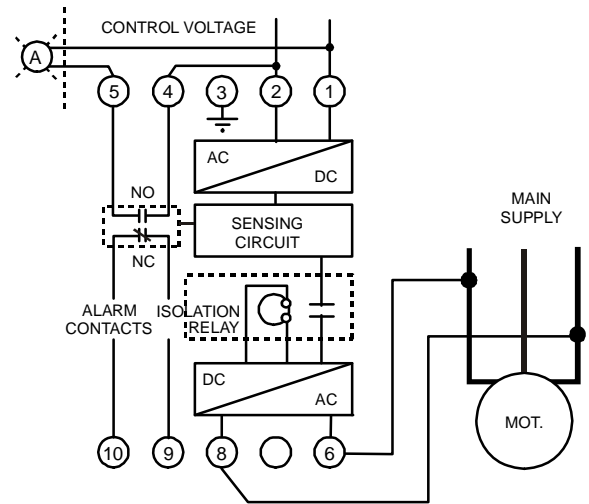 CONTROL VOLTAGE
A
5 4 3 2 1
AC
DC
NO
NC
SENSING
CIRCUIT
MAIN
SUPPLY
ALARM
CONTACTS
ISOLATION
RELAY
DC
AC
MOT.
10 9 8 6